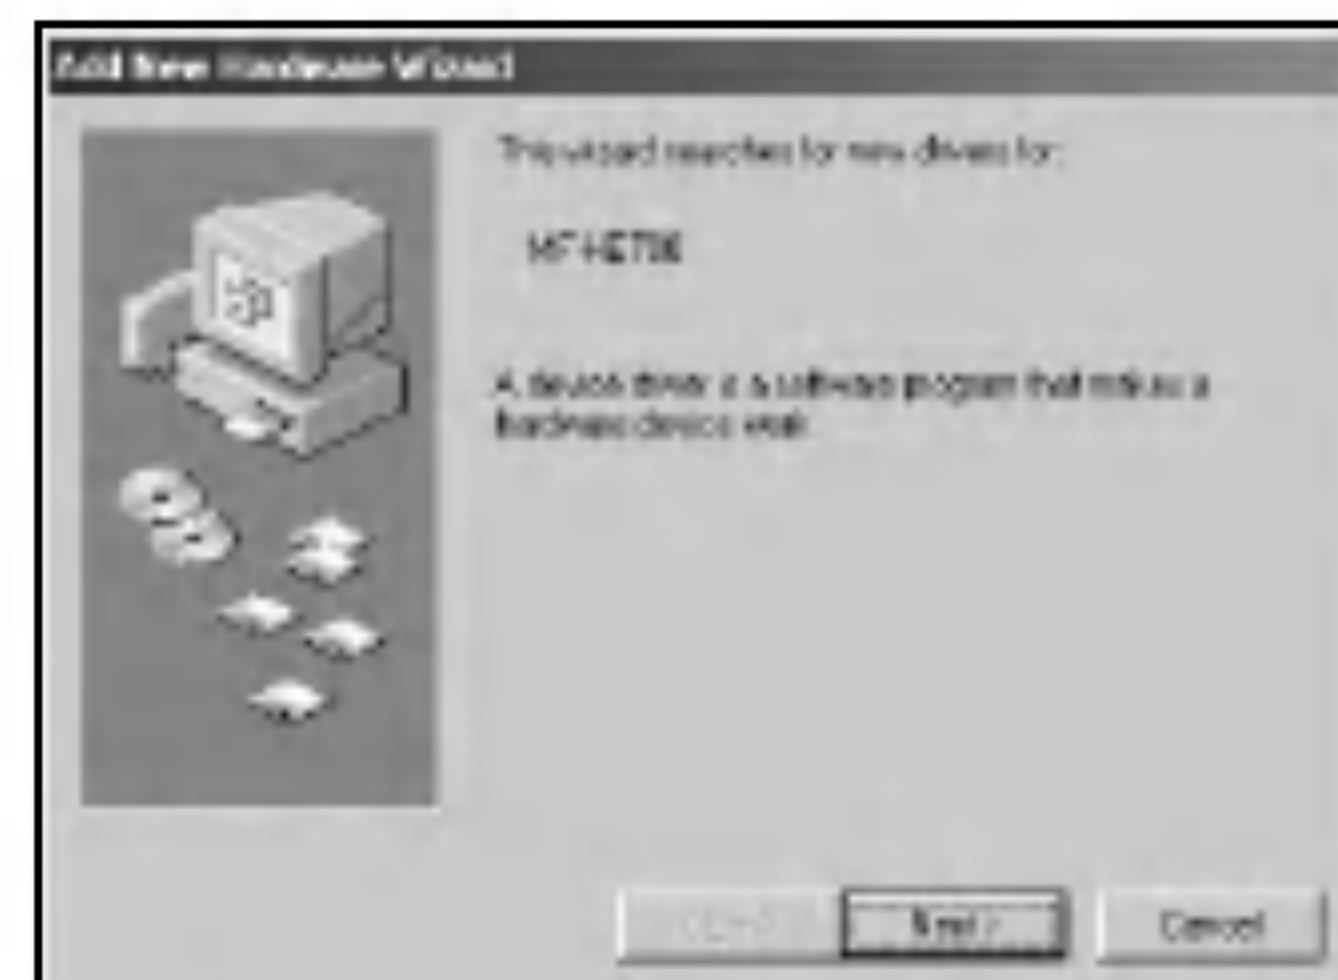 Add New Hardware Wizard
This wizard searches for new drivers for:
A device driver is a software program that makes a
hardware device work.
Next >
Cancel